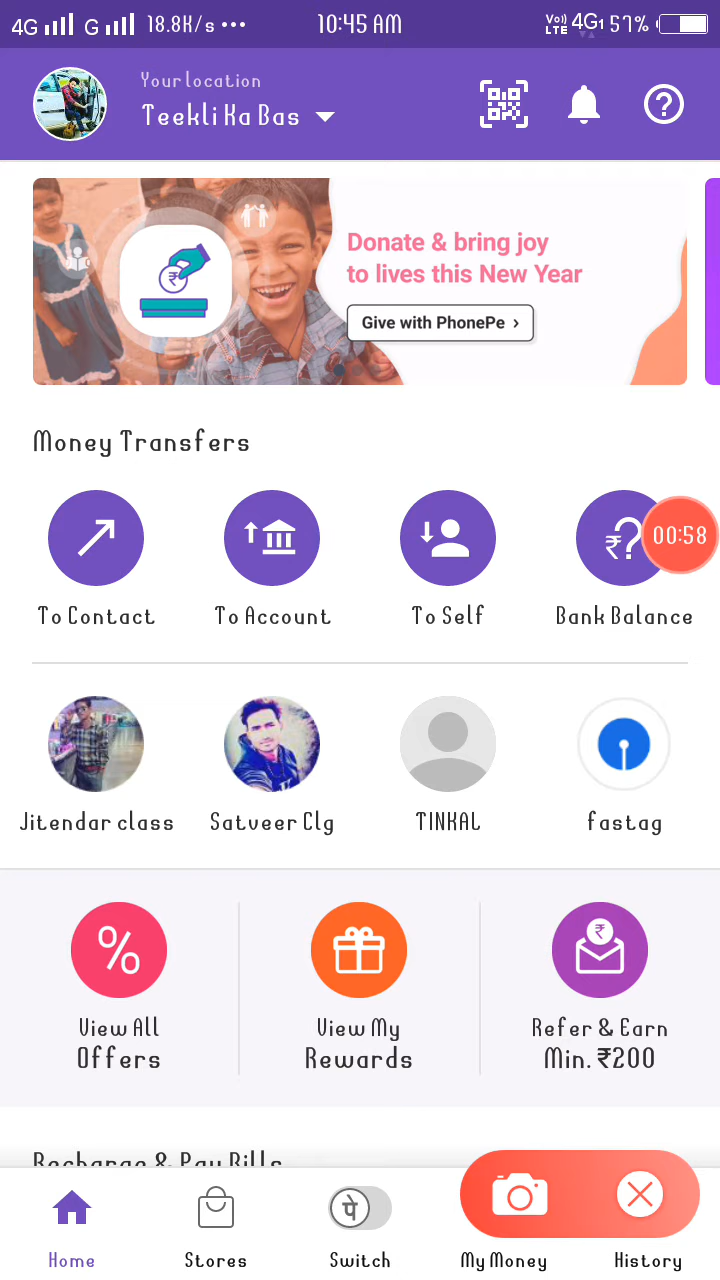 4G G 18.8K/s ••• 10:45 AM Vo)) LTE 4G1 57%
Your location
Teekli Ka Bas
Donate & bring joy
to lives this New Year
Give with PhonePe ›
Money Transfers
00:58
To Contact To Account To Self Bank Balance
Jitendar class Satveer Clg TINKAL fastag
View All Offers
View My Rewards
Refer & Earn Min. ₹200
Recharge & Pay Bills
पे
Home Stores Switch My Money History